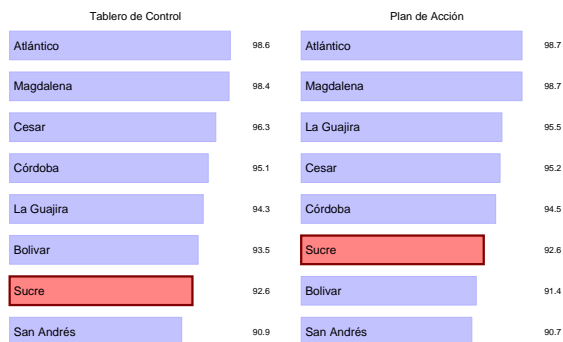 Tablero de Control
Atlántico 98.6
Magdalena 98.4
Cesar 96.3
Córdoba 95.1
La Guajira 94.3
Bolivar 93.5
Sucre 92.6
San Andrés 90.9
Plan de Acción
Atlántico 98.7
Magdalena 98.7
La Guajira 95.5
Cesar 95.2
Córdoba 94.5
Sucre 92.6
Bolivar 91.4
San Andrés 90.7